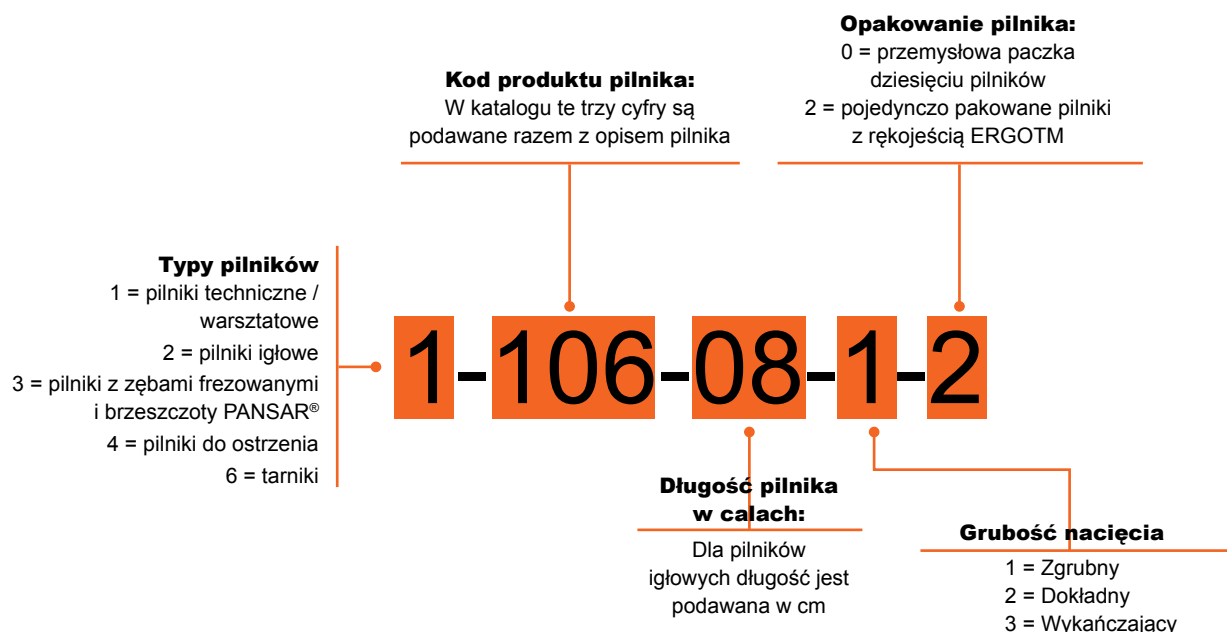 Opakowanie pilnika:
0 = przemysłowa paczka
dziesięciu pilników
2 = pojedynczo pakowane pilniki
z rękojeścią ERGOTM
Kod produktu pilnika:
W katalogu te trzy cyfry są
podawane razem z opisem pilnika
Typy pilników
1 = pilniki techniczne /
warsztatowe
2 = pilniki igłowe
3 = pilniki z zębami frezowanymi
i brzeszczoty PANSAR®
4 = pilniki do ostrzenia
6 = tarniki
1-106-08-1-2
Długość pilnika
w calach:
Dla pilników
igłowych długość jest
podawana w cm
Grubość nacięcia
1 = Zgrubny
2 = Dokładny
3 = Wykańczający